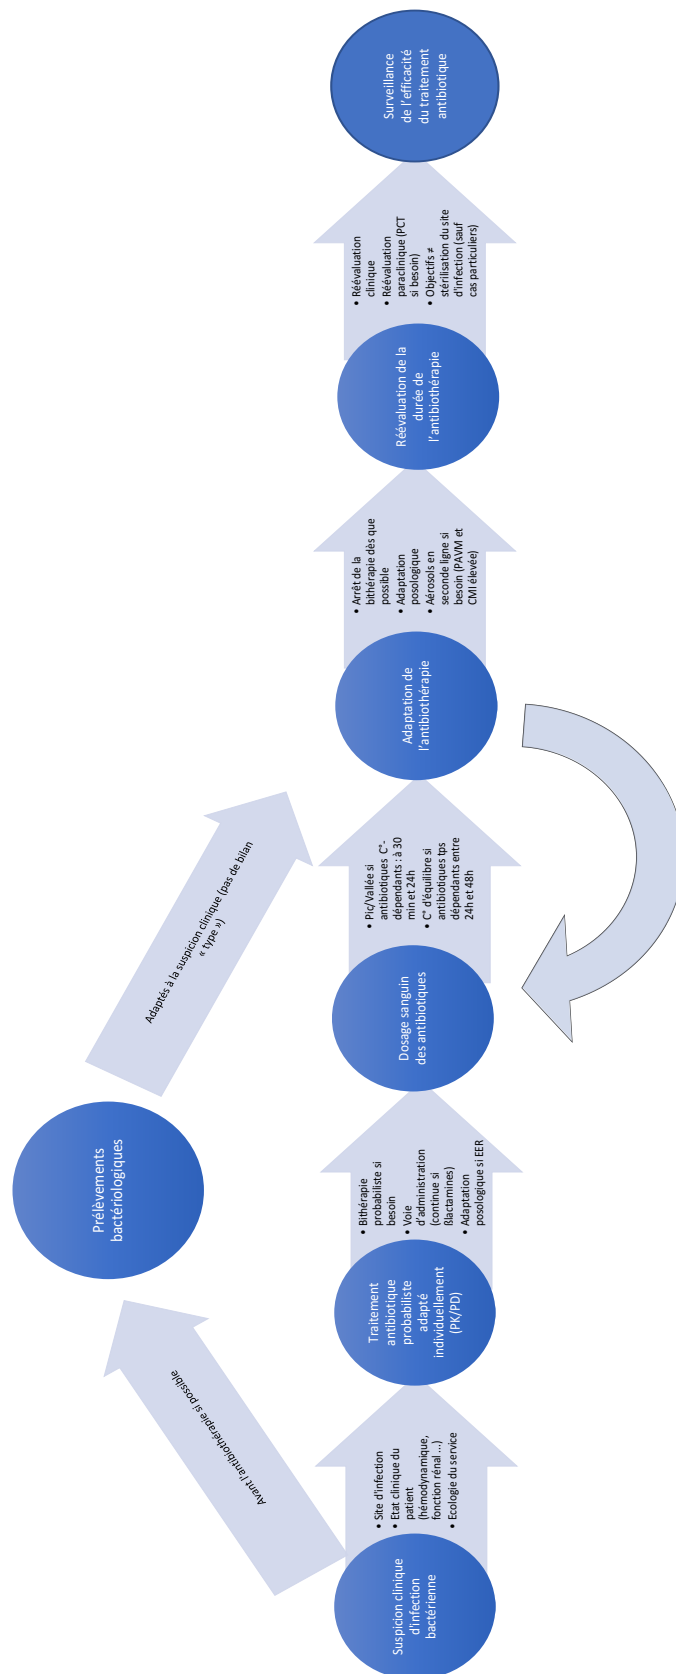 Suspicion clinique
d'infection
bactérienne
• Site d'infection
• Etat clinique du
patient
(hémodynamique,
fonction rénal ...)
• Ecologie du service
Avant l'antibiothérapie si possible
Prélèvements
bactériologiques
Adaptés à la suspicion clinique (pas de bilan
« type »)
Traitement
antibiotique
probabiliste
adapté
individuellement
(PK/PD)
• Bithérapie
probabiliste si
besoin
• Voie
d'administration
(continue si
ßlactamines)
• Adaptation
posologique si EER
Dosage sanguin
des antibiotiques
• Pic/Vallée si
antibiotiques C°-
dépendants : à 30
min et 24h
• C° d'équilibre si
antibiotiques tps
dépendants entre
24h et 48h
Adaptation de
l'antibiothérapie
• Arrêt de la
bithérapie dès que
possible
• Adaptation
posologique
• Aérosols en
seconde ligne si
besoin (PAVM et
CMI élevée)
Réévaluation de la
durée de
l'antibiothérapie
• Réévaluation
clinique
• Réévaluation
paraclinique (PCT
si besoin)
• Objectifs ≠
stérilisation du site
d'infection (sauf
cas particuliers)
Surveillance
de l'efficacité
du traitement
antibiotique